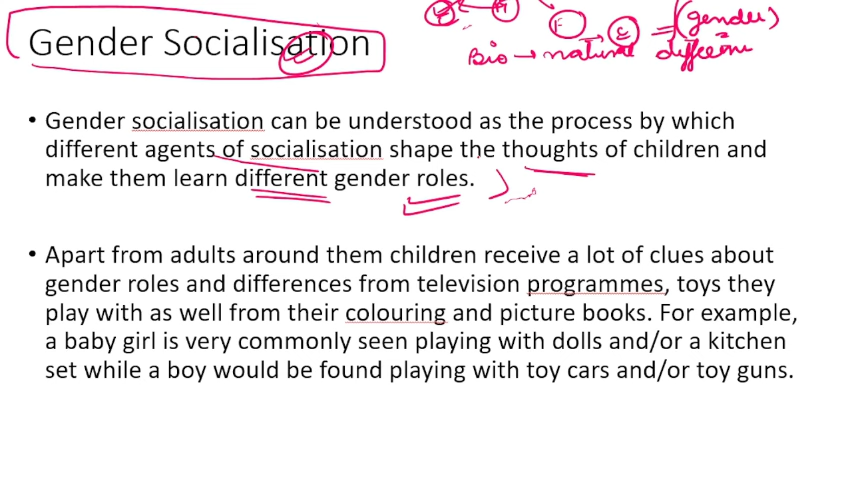 (gender)
Gender Socialisation
Bio → natural different
• Gender socialisation can be understood as the process by which
different agents of socialisation shape the thoughts of children and
make them learn different gender roles.
• Apart from adults around them children receive a lot of clues about
gender roles and differences from television programmes, toys they
play with as well from their colouring and picture books. For example,
a baby girl is very commonly seen playing with dolls and/or a kitchen
set while a boy would be found playing with toy cars and/or toy guns.